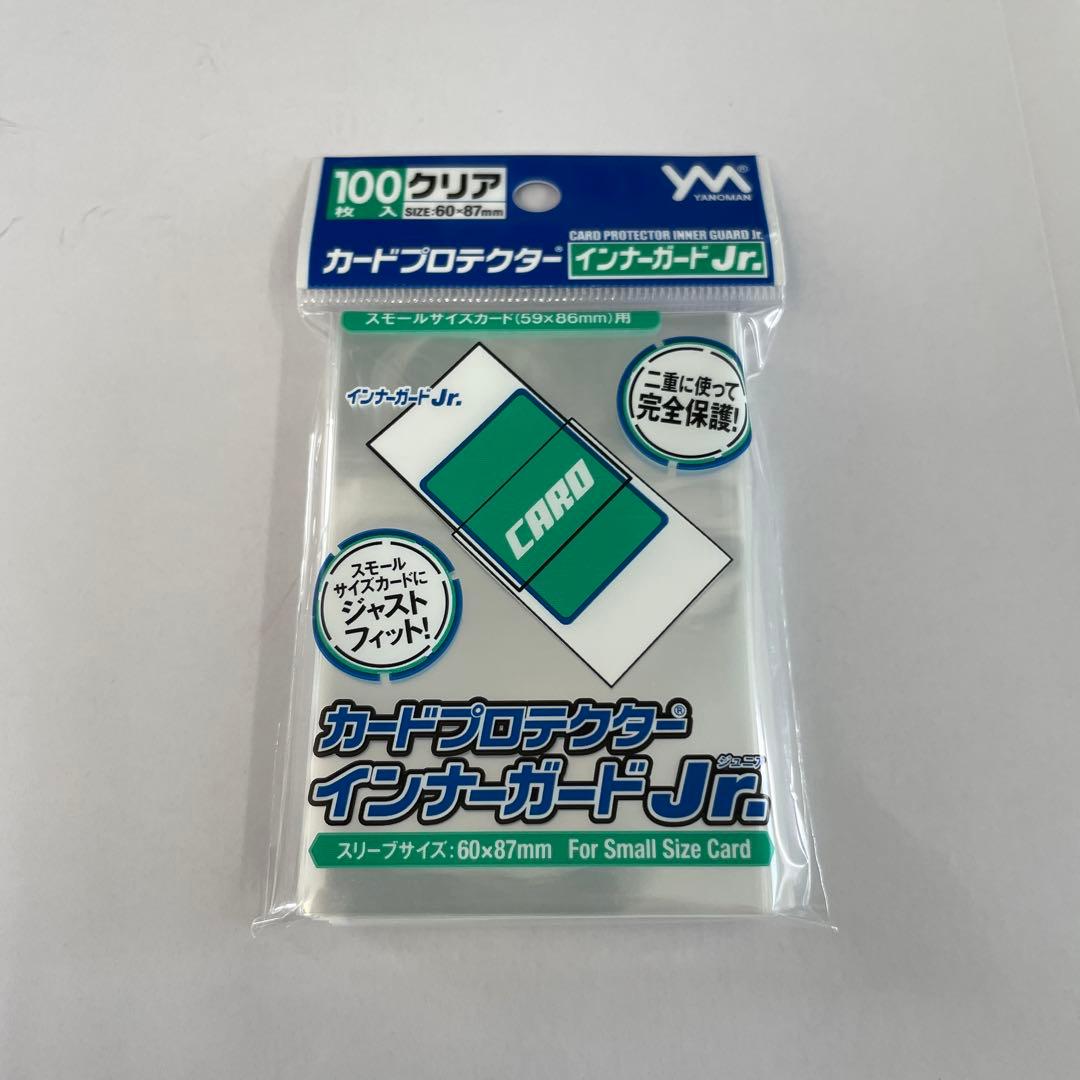 100枚入
クリア
SIZE:60×87mm
YM®
YANOMAN
CARD PROTECTOR INNER GUARD Jr.
カードプロテクター®
インナーガードJr.
スモールサイズカード(59×86mm)用
インナーガードJr.
二重に使って
完全保護!
CARD
スモール
サイズカードに
ジャスト
フィット!
カードプロテクター®
ジュニア
インナーガードJr.
スリーブサイズ:60×87mm For Small Size Card